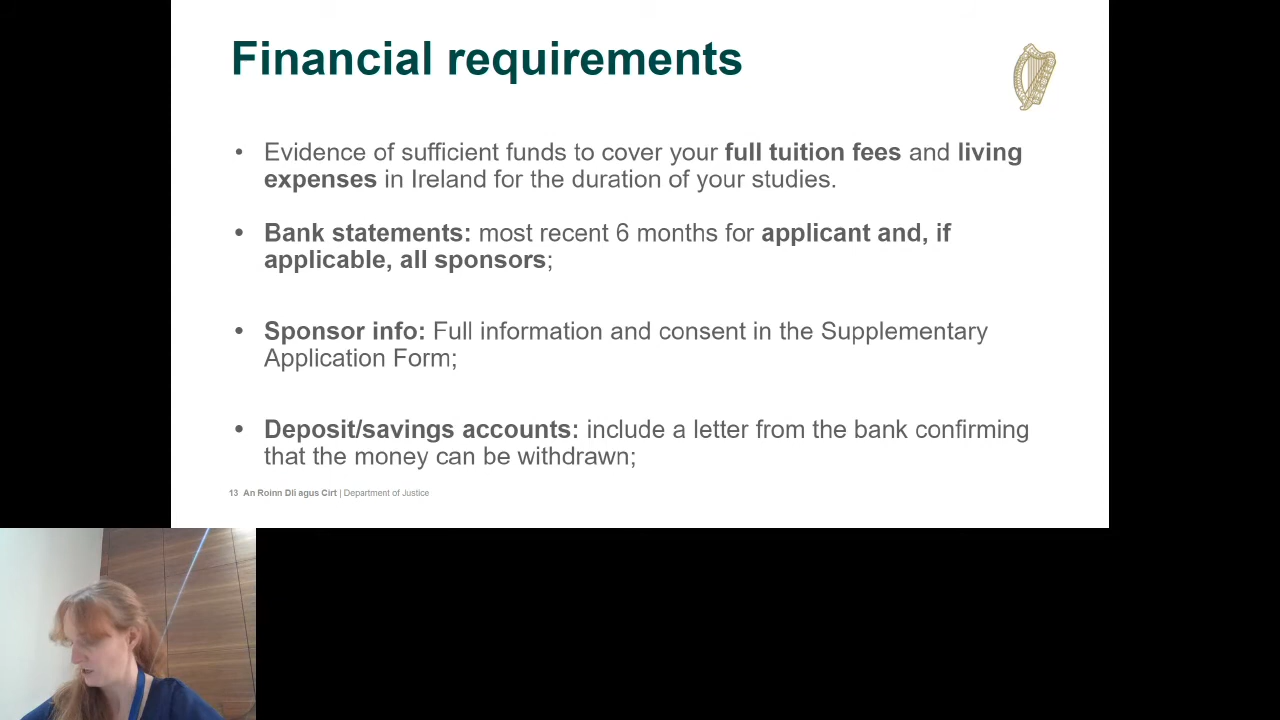 Financial requirements
• Evidence of sufficient funds to cover your full tuition fees and living
expenses in Ireland for the duration of your studies.
• Bank statements: most recent 6 months for applicant and, if
applicable, all sponsors;
• Sponsor info: Full information and consent in the Supplementary
Application Form;
• Deposit/savings accounts: include a letter from the bank confirming
that the money can be withdrawn;
13 An Roinn Dlí agus Cirt | Department of Justice